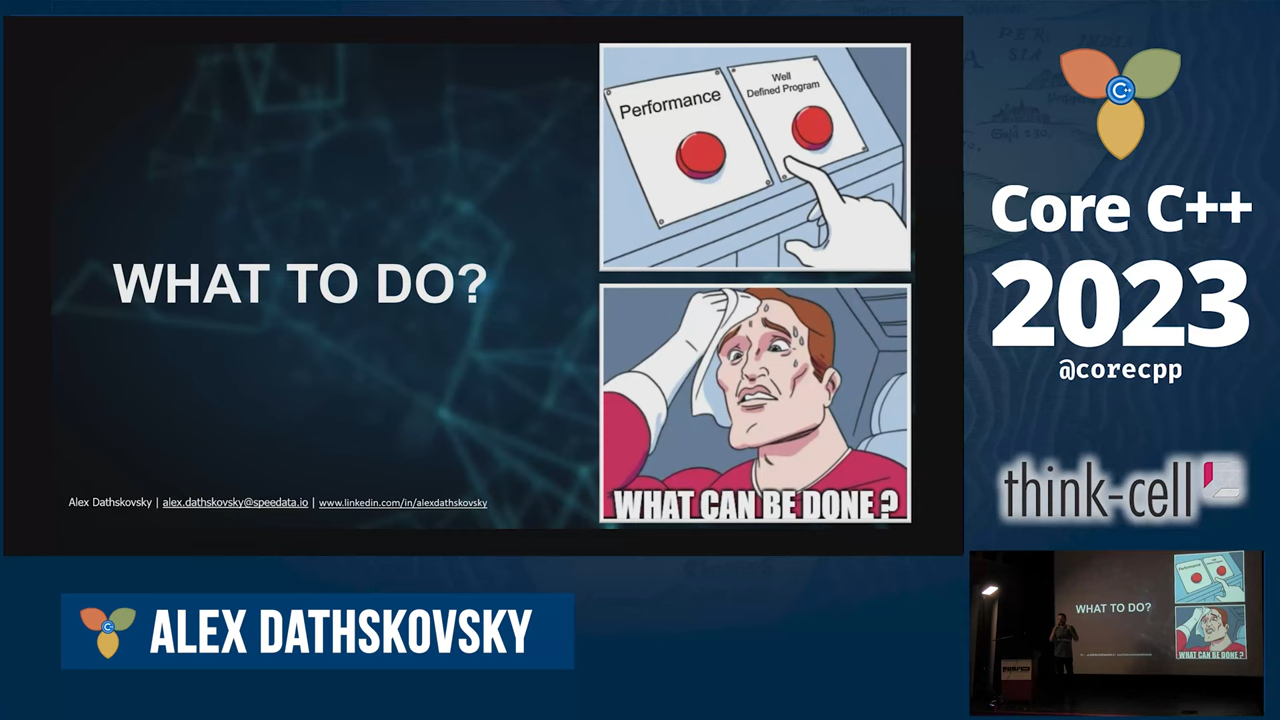 Performance
Well
Defined Program
WHAT TO DO?
WHAT CAN BE DONE?
Alex Dathskovsky | alex.dathskovsky@speedata.io | www.linkedin.com/in/alexdathskovsky
Core C++
2023
@corecpp
think-cell
ALEX DATHSKOVSKY
WHAT TO DO?
WHAT CAN BE DONE?